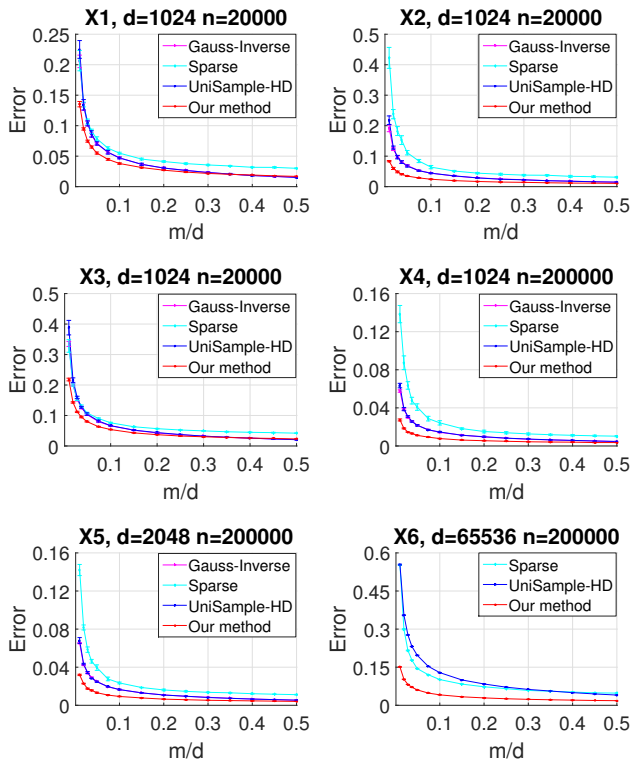 X1, d=1024 n=20000
0.25
0.2
0.15
0.1
0.05
0
Error
Gauss-Inverse
Sparse
UniSample-HD
Our method
0.1 0.2 0.3 0.4 0.5
m/d
X2, d=1024 n=20000
0.6
0.4
0.2
0
Error
Gauss-Inverse
Sparse
UniSample-HD
Our method
0.1 0.2 0.3 0.4 0.5
m/d
X3, d=1024 n=20000
0.5
0.4
0.3
0.2
0.1
0
Error
Gauss-Inverse
Sparse
UniSample-HD
Our method
0.1 0.2 0.3 0.4 0.5
m/d
X4, d=1024 n=200000
0.16
0.12
0.08
0.04
0
Error
Gauss-Inverse
Sparse
UniSample-HD
Our method
0.1 0.2 0.3 0.4 0.5
m/d
X5, d=2048 n=200000
0.16
0.12
0.08
0.04
0
Error
Gauss-Inverse
Sparse
UniSample-HD
Our method
0.1 0.2 0.3 0.4 0.5
m/d
X6, d=65536 n=200000
0.6
0.45
0.3
0.15
0
Error
Sparse
UniSample-HD
Our method
0.1 0.2 0.3 0.4 0.5
m/d